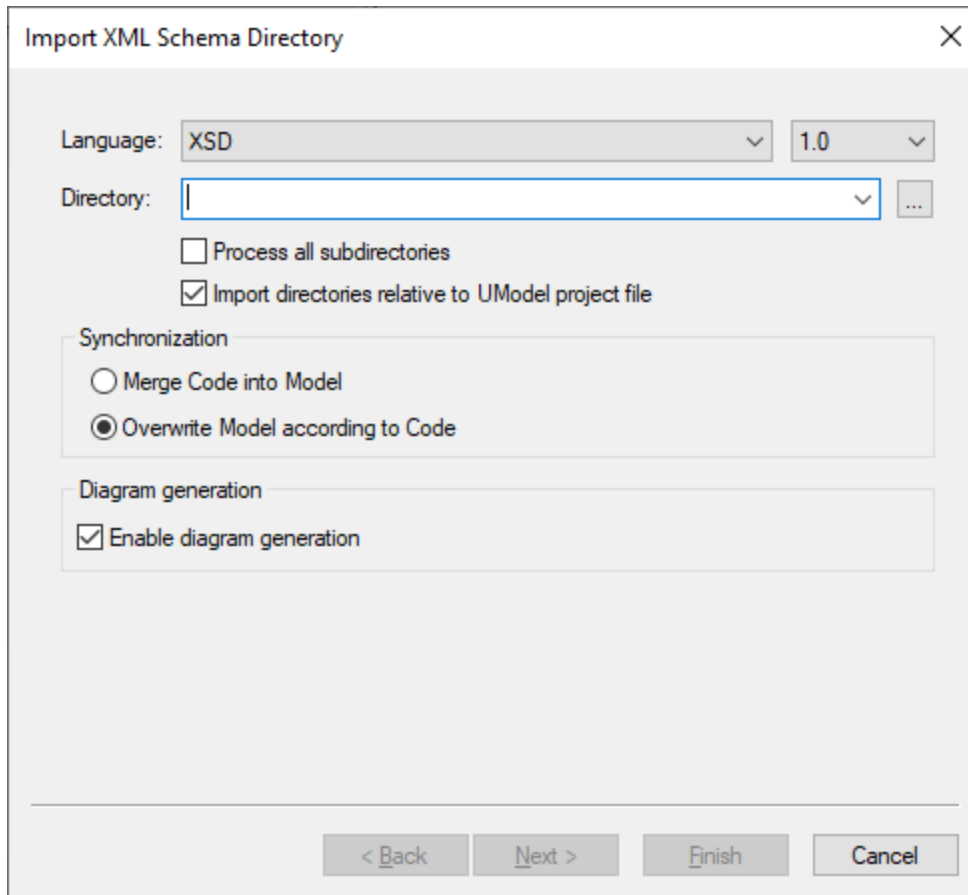 Import XML Schema Directory
Language: XSD 1.0
Directory: ...
Process all subdirectories
Import directories relative to UModel project file
Synchronization
Merge Code into Model
Overwrite Model according to Code
Diagram generation
Enable diagram generation
< Back Next > Finish Cancel